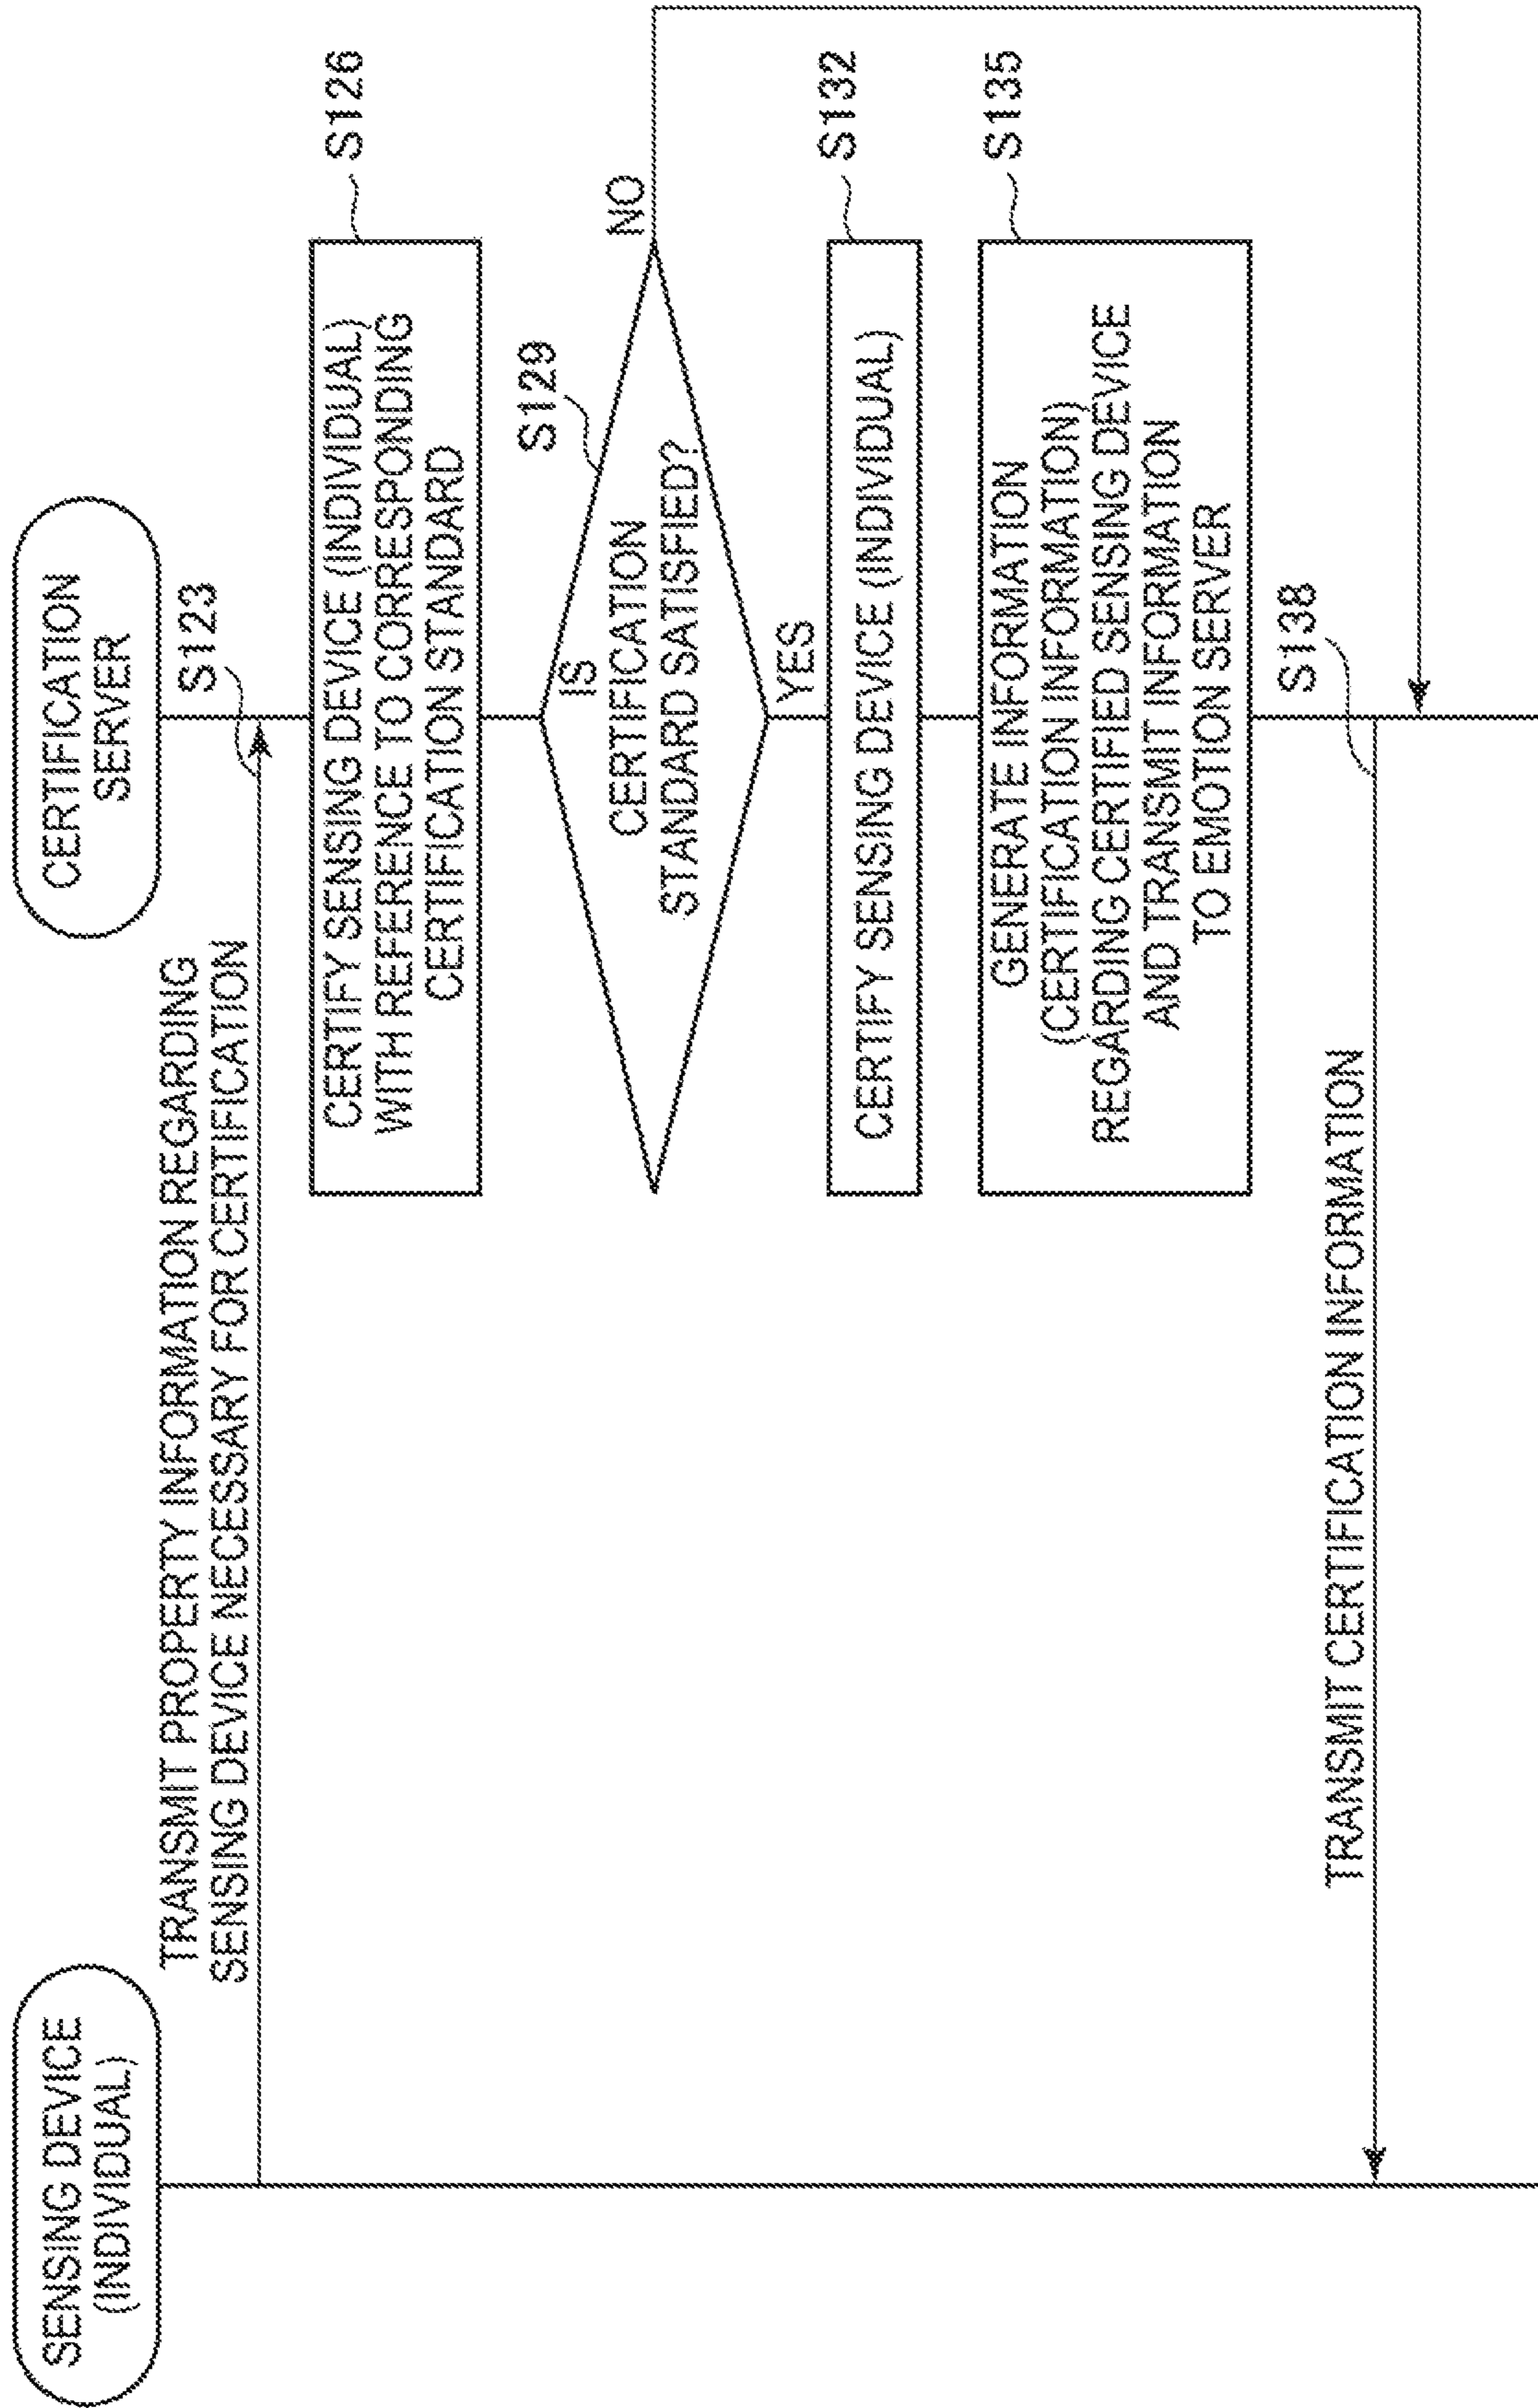 SENSING DEVICE
(INDIVIDUAL)
CERTIFICATION
SERVER
TRANSMIT PROPERTY INFORMATION REGARDING
SENSING DEVICE NECESSARY FOR CERTIFICATION
S123
CERTIFY SENSING DEVICE (INDIVIDUAL)
WITH REFERENCE TO CORRESPONDING
CERTIFICATION STANDARD
S126
S129
IS
CERTIFICATION
STANDARD SATISFIED?
NO
YES
CERTIFY SENSING DEVICE (INDIVIDUAL)
S132
GENERATE INFORMATION
(CERTIFICATION INFORMATION)
REGARDING CERTIFIED SENSING DEVICE
AND TRANSMIT INFORMATION
TO EMOTION SERVER
S135
S138
TRANSMIT CERTIFICATION INFORMATION